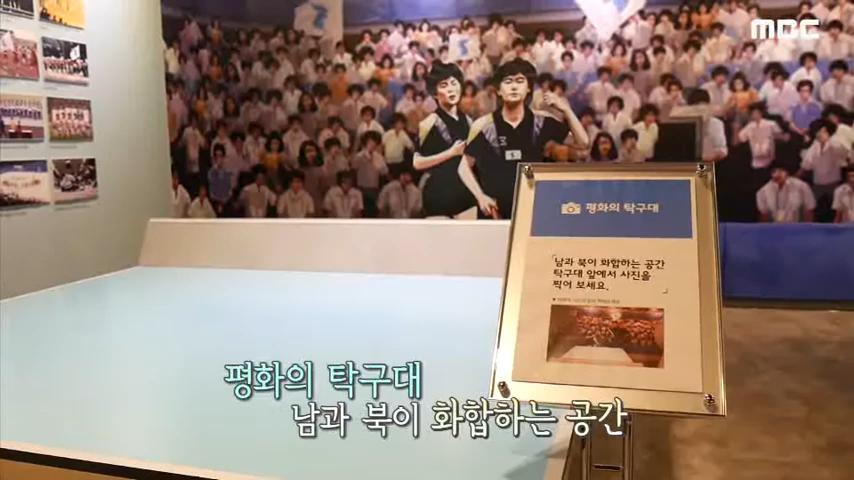 MBC
평화의 탁구대
남과 북이 화합하는 공간
탁구대 앞에서 사진을
찍어 보세요.
평화의 탁구대
남과 북이 화합하는 공간